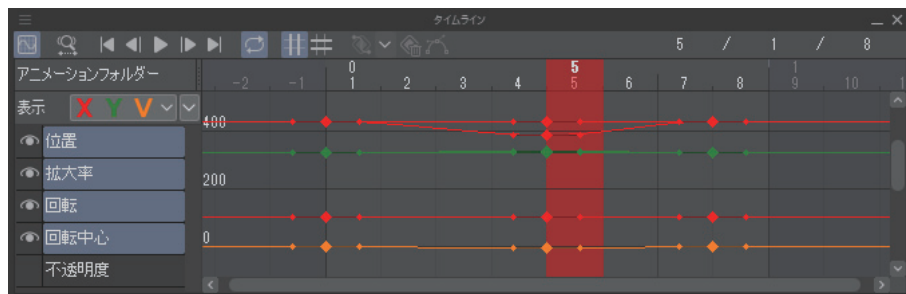 タイムライン
5 / 1 / 8
アニメーションフォルダー
0 5 1
-2 -1 1 2 3 4 5 6 7 8 9 10 1
表示 X Y V
400
位置
拡大率
200
回転
回転中心
0
不透明度